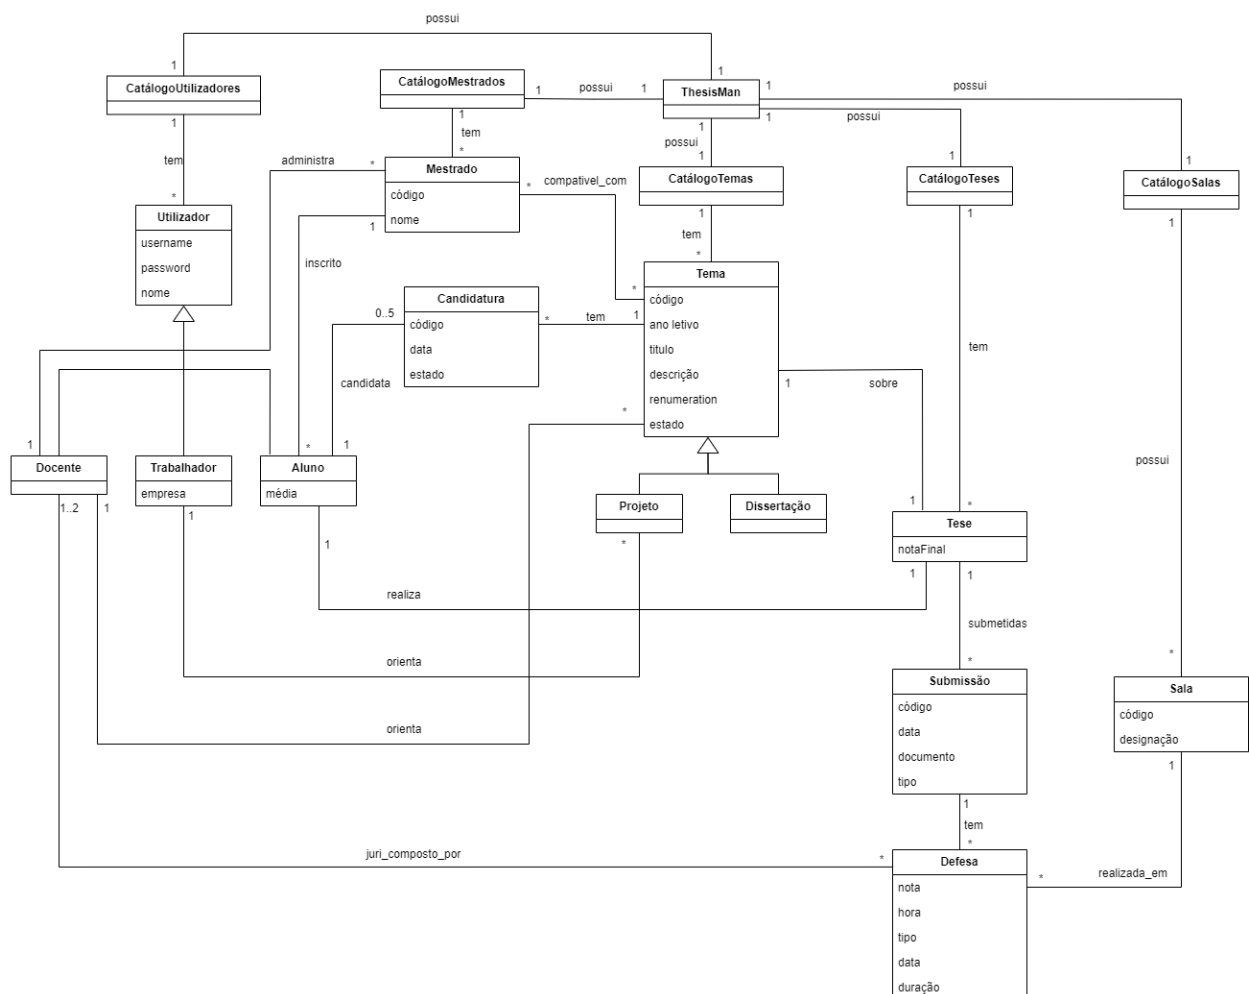 possui
1
1
CatálogoUtilizadores
1
tem
*
CatálogoMestrados
1
possui
1
ThesisMan
1
possui
1
possui
1
1
tem
*
possui
1
administra
*
Mestrado
código
nome
*
compativel_com
1
CatálogoTemas
1
1
CatálogoTeses
1
1
CatálogoSalas
1
Utilizador
username
password
nome
inscrito
tem
*
Tema
código
ano letivo
titulo
descrição
renumeration
estado
*
1
*
0..5
Candidatura
código
data
estado
*
tem
candidata
1
sobre
tem
possui
1
*
1
Docente
1..2
1
Trabalhador
empresa
1
Aluno
média
1
Projeto
*
Dissertação
1
*
Tese
notaFinal
1
1
realiza
submetidas
orienta
*
*
orienta
Submissão
código
data
documento
tipo
1
Sala
código
designação
1
tem
*
juri_composto_por
*
Defesa
nota
hora
tipo
data
duração
*
realizada_em